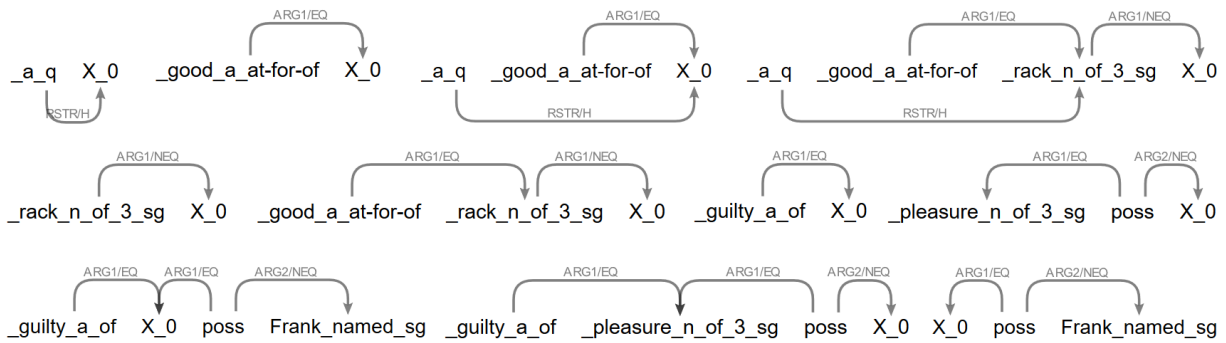 ARG1/EQ ARG1/EQ ARG1/EQ ARG1/NEQ
_a_q X_0 _good_a_at-for-of X_0 _a_q _good_a_at-for-of X_0 _a_q _good_a_at-for-of _rack_n_of_3_sg X_0
RSTR/H RSTR/H RSTR/H
ARG1/NEQ ARG1/EQ ARG1/NEQ ARG1/EQ ARG1/EQ ARG2/NEQ
_rack_n_of_3_sg X_0 _good_a_at-for-of _rack_n_of_3_sg X_0 _guilty_a_of X_0 _pleasure_n_of_3_sg poss X_0
ARG1/EQ ARG1/EQ ARG2/NEQ ARG1/EQ ARG1/EQ ARG2/NEQ ARG1/EQ ARG2/NEQ
_guilty_a_of X_0 poss Frank_named_sg _guilty_a_of _pleasure_n_of_3_sg poss X_0 X_0 poss Frank_named_sg